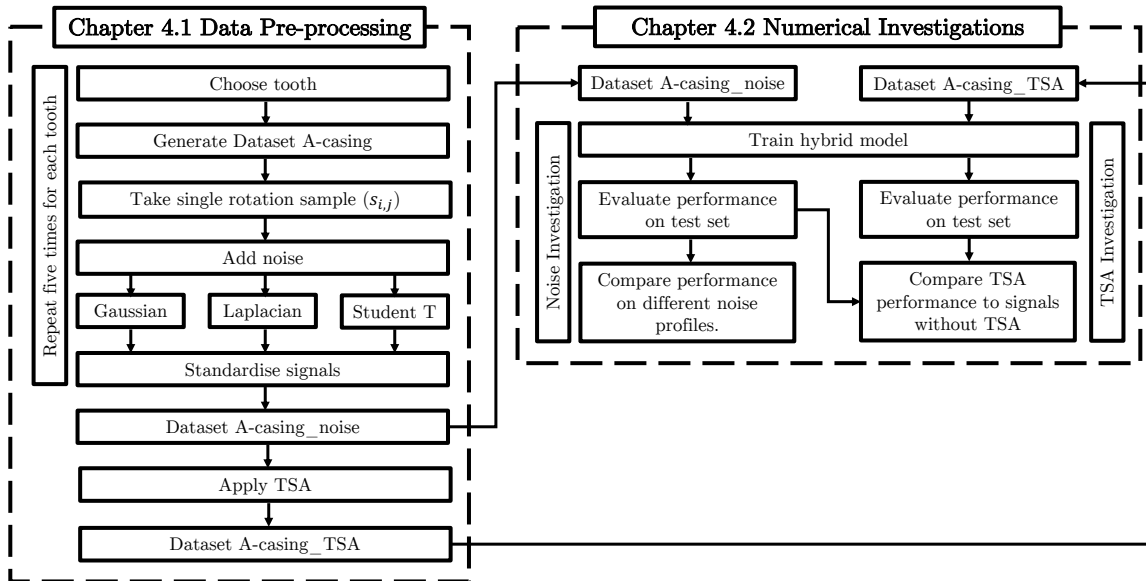 Chapter 4.1 Data Pre-processing
Repeat five times for each tooth
Choose tooth
Generate Dataset A-casing
Take single rotation sample (s_{i,j})
Add noise
Gaussian
Laplacian
Student T
Standardise signals
Dataset A-casing_noise
Apply TSA
Dataset A-casing_TSA
Chapter 4.2 Numerical Investigations
Dataset A-casing_noise
Dataset A-casing_TSA
Noise Investigation
Train hybrid model
TSA Investigation
Evaluate performance
on test set
Evaluate performance
on test set
Compare performance
on different noise
profiles.
Compare TSA
performance to signals
without TSA